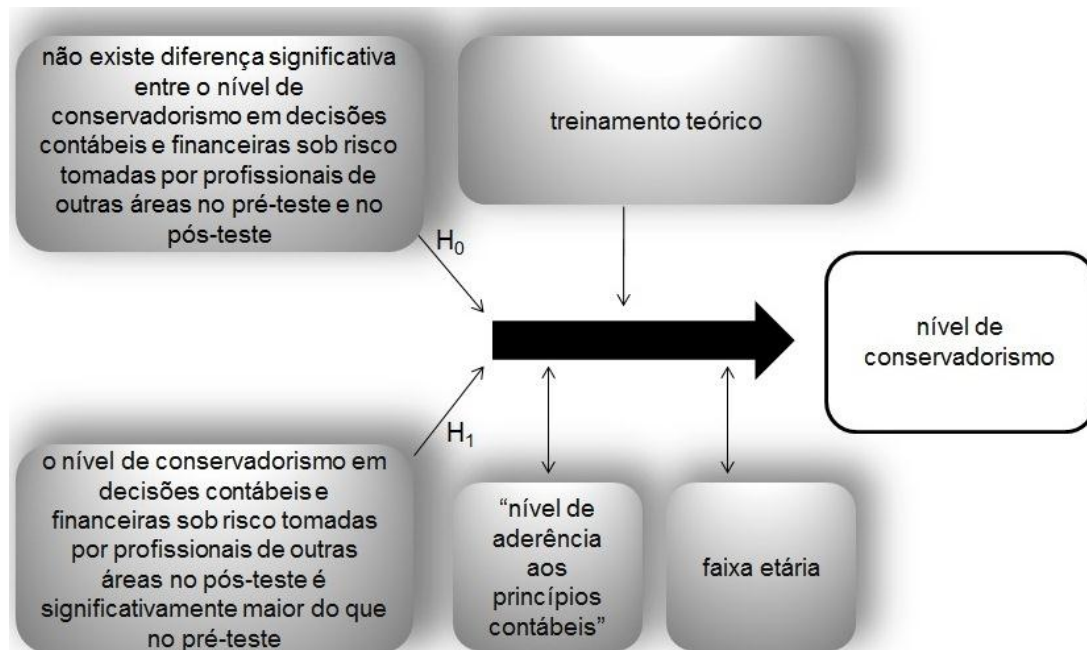 não existe diferença significativa
entre o nível de
conservadorismo em decisões
contábeis e financeiras sob risco
tomadas por profissionais de
outras áreas no pré-teste e no
pós-teste
treinamento teórico
H₀
nível de
conservadorismo
H₁
o nível de conservadorismo em
decisões contábeis e
financeiras sob risco tomadas
por profissionais de outras
áreas no pós-teste é
significativamente maior do que
no pré-teste
“nível de
aderência
aos
princípios
contábeis”
faixa etária